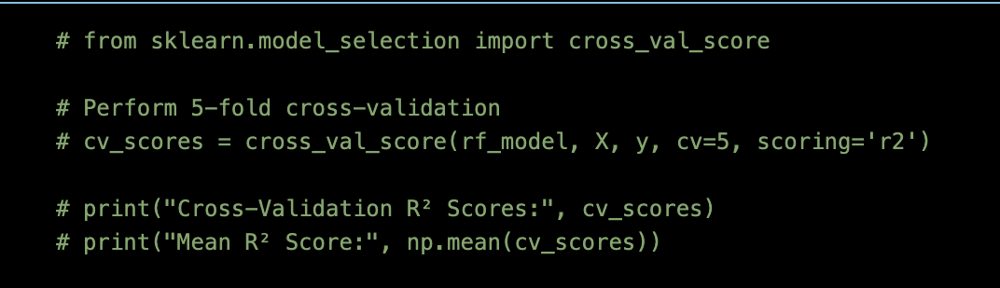 # from sklearn.model_selection import cross_val_score
# Perform 5-fold cross-validation
# cv_scores = cross_val_score(rf_model, X, y, cv=5, scoring='r2')
# print("Cross-Validation R² Scores:", cv_scores)
# print("Mean R² Score:", np.mean(cv_scores))